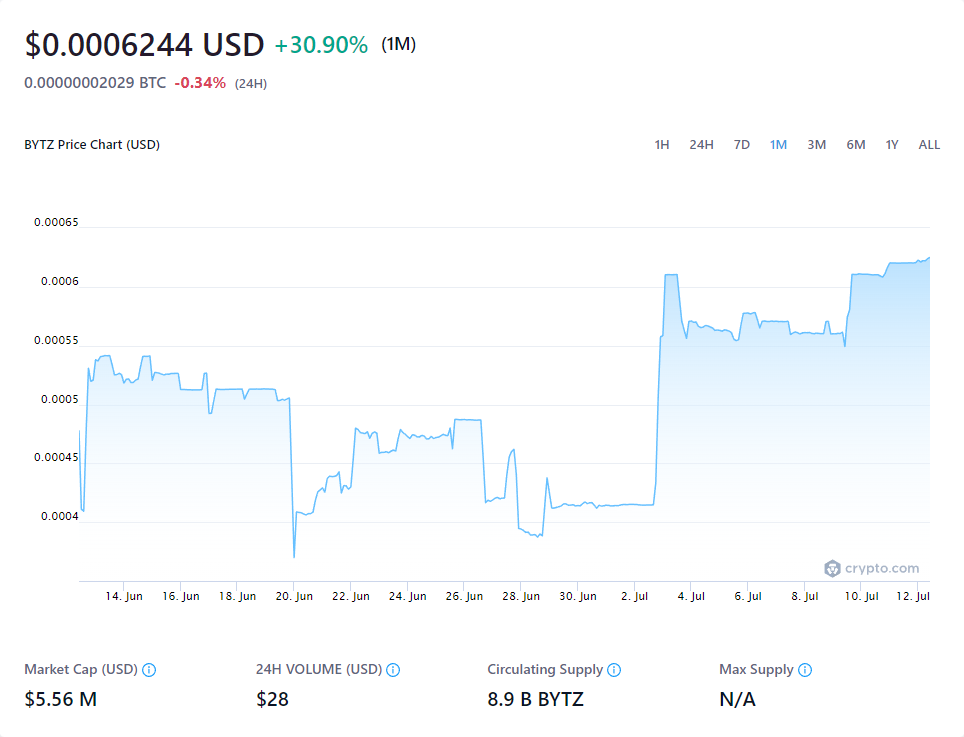 $0.0006244 USD +30.90% (1M)
0.00000002029 BTC -0.34% (24H)
BYTZ Price Chart (USD) 1H 24H 7D 1M 3M 6M 1Y ALL
0.00065
0.0006
0.00055
0.0005
0.00045
0.0004
crypto.com
14. Jun 16. Jun 18. Jun 20. Jun 22. Jun 24. Jun 26. Jun 28. Jun 30. Jun 2. Jul 4. Jul 6. Jul 8. Jul 10. Jul 12. Jul
Market Cap (USD) 24H VOLUME (USD) Circulating Supply Max Supply
$5.56 M $28 8.9 B BYTZ N/A